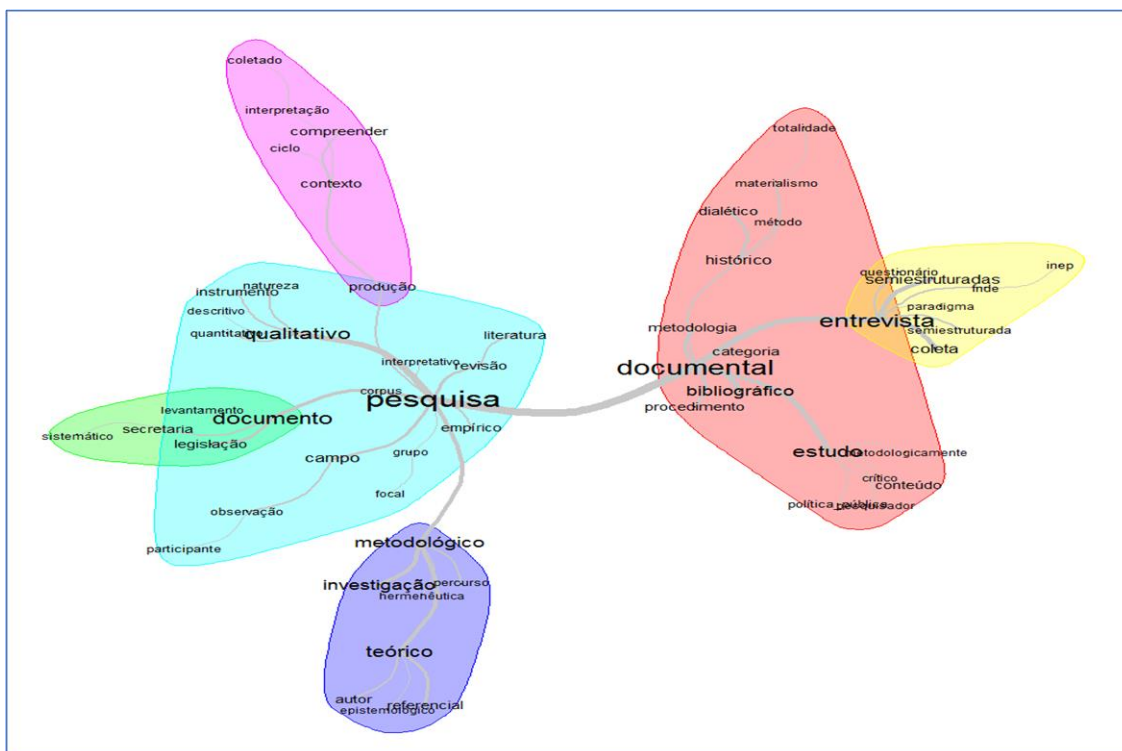 coletado
interpretação
compreender
ciclo
contexto
produção
natureza
instrumento
descritivo
quantitativo
qualitativo
literatura
interpretativo
revisão
corpus
pesquisa
levantamento
documento
secretaria
sistemático
legislação
empírico
campo
grupo
focal
observação
participante
metodológico
investigação
percurso
hermenêutica
teórico
autor
referencial
epistemológico
totalidade
materialismo
dialético
método
histórico
metodologia
categoria
documental
bibliográfico
procedimento
estudo
metodologicamente
crítico
conteúdo
política_pública
pesquisador
questionário
semiestruturadas
inep
fnde
paradigma
entrevista
semiestruturada
coleta